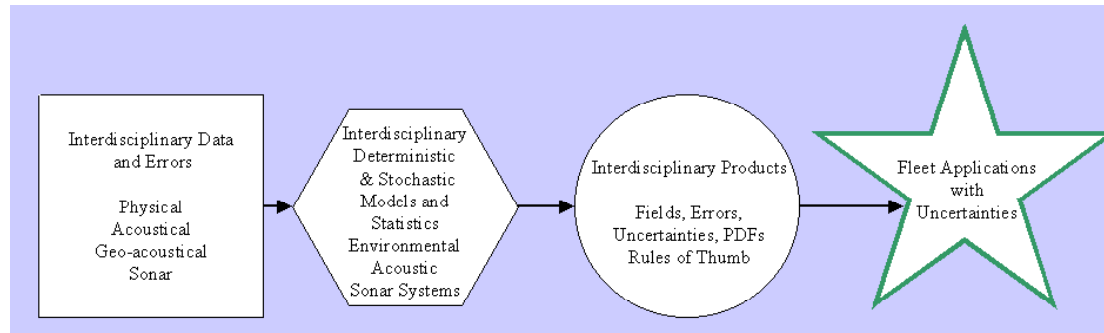 Interdisciplinary Data
and Errors
Physical
Acoustical
Geo-acoustical
Sonar
Interdisciplinary
Deterministic
& Stochastic
Models and
Statistics
Environmental
Acoustic
Sonar Systems
Interdisciplinary Products
Fields, Errors,
Uncertainties, PDFs
Rules of Thumb
Fleet Applications
with
Uncertainties